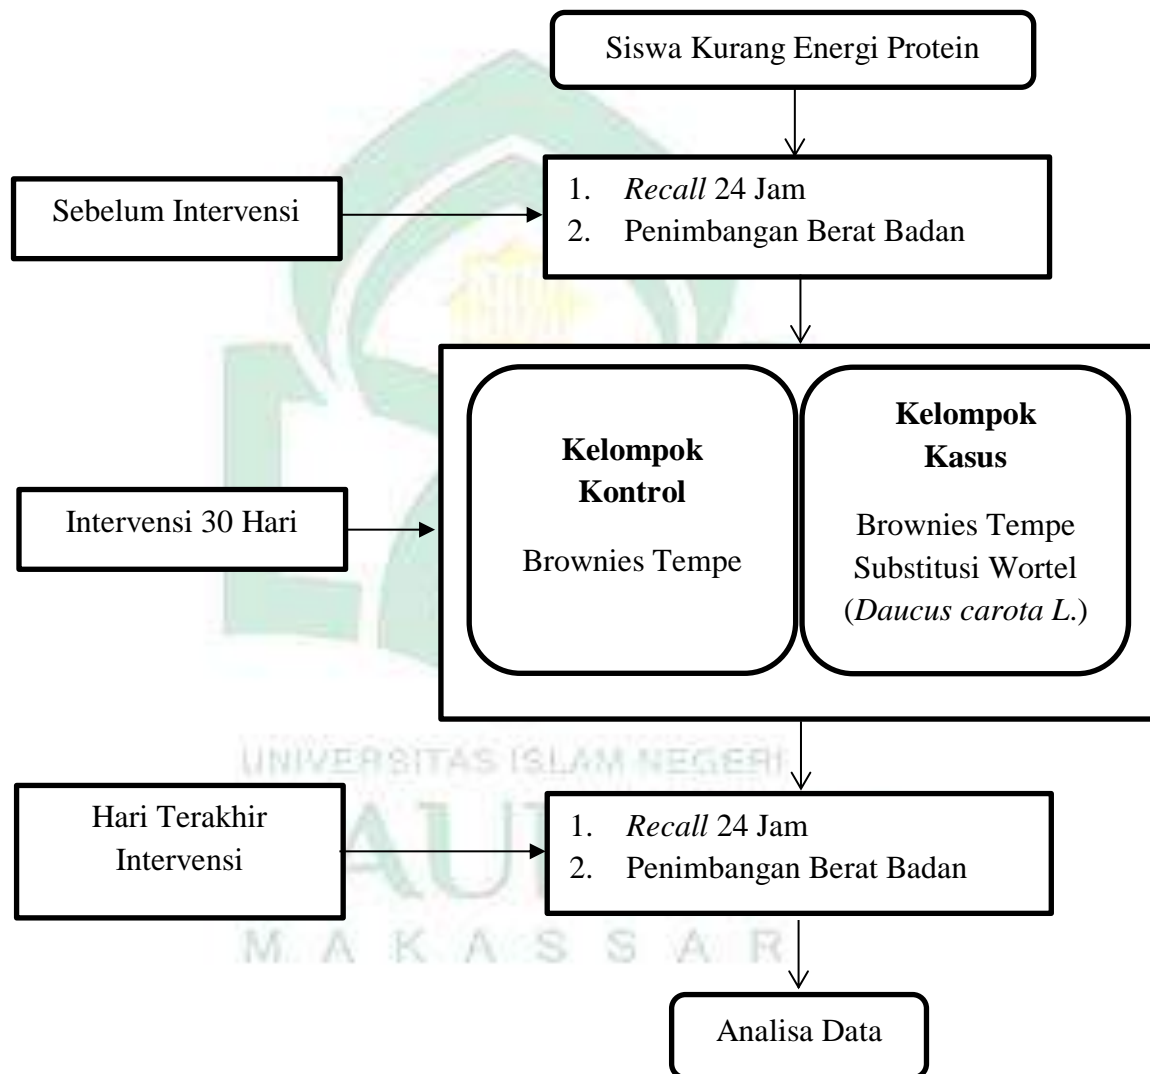 Siswa Kurang Energi Protein
Sebelum Intervensi
1. Recall 24 Jam
2. Penimbangan Berat Badan
Intervensi 30 Hari
Kelompok
Kontrol
Brownies Tempe
Kelompok
Kasus
Brownies Tempe
Substitusi Wortel
(Daucus carota L.)
UNIVERSITAS ISLAM NEGERI
Hari Terakhir
Intervensi
1. Recall 24 Jam
2. Penimbangan Berat Badan
MAKASSAR
Analisa Data